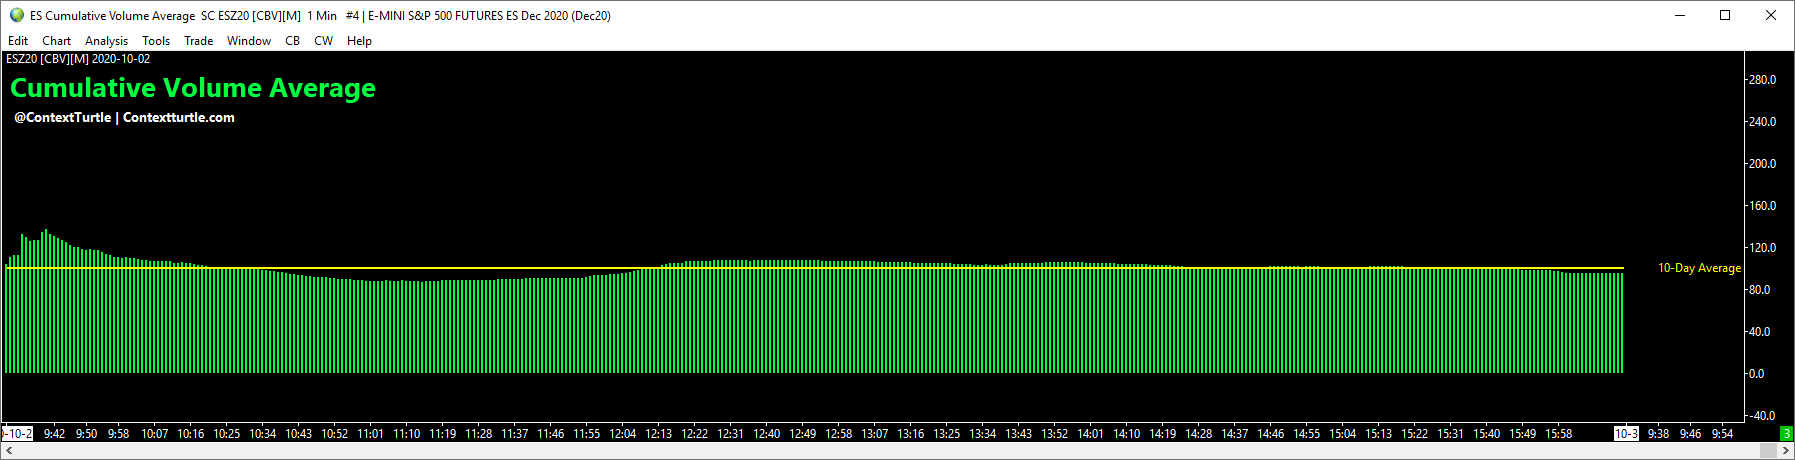 ES Cumulative Volume Average SC ESZ20 [CBV][M] 1 Min #4 | E-MINI S&P 500 FUTURES ES Dec 2020 (Dec20)
Edit Chart Analysis Tools Trade Window CB CW Help
ESZ20 [CBV][M] 2020-10-02
Cumulative Volume Average
@ContextTurtle | Contextturtle.com
280.0
240.0
200.0
160.0
120.0
10-Day Average
80.0
40.0
0.0
-40.0
0-10-2 9:42 9:50 9:58 10:07 10:16 10:25 10:34 10:43 10:52 11:01 11:10 11:19 11:28 11:37 11:46 11:55 12:04 12:13 12:22 12:31 12:40 12:49 12:58 13:07 13:16 13:25 13:34 13:43 13:52 14:01 14:10 14:19 14:28 14:37 14:46 14:55 15:04 15:13 15:22 15:31 15:40 15:49 15:58 10-3 9:38 9:46 9:54 3